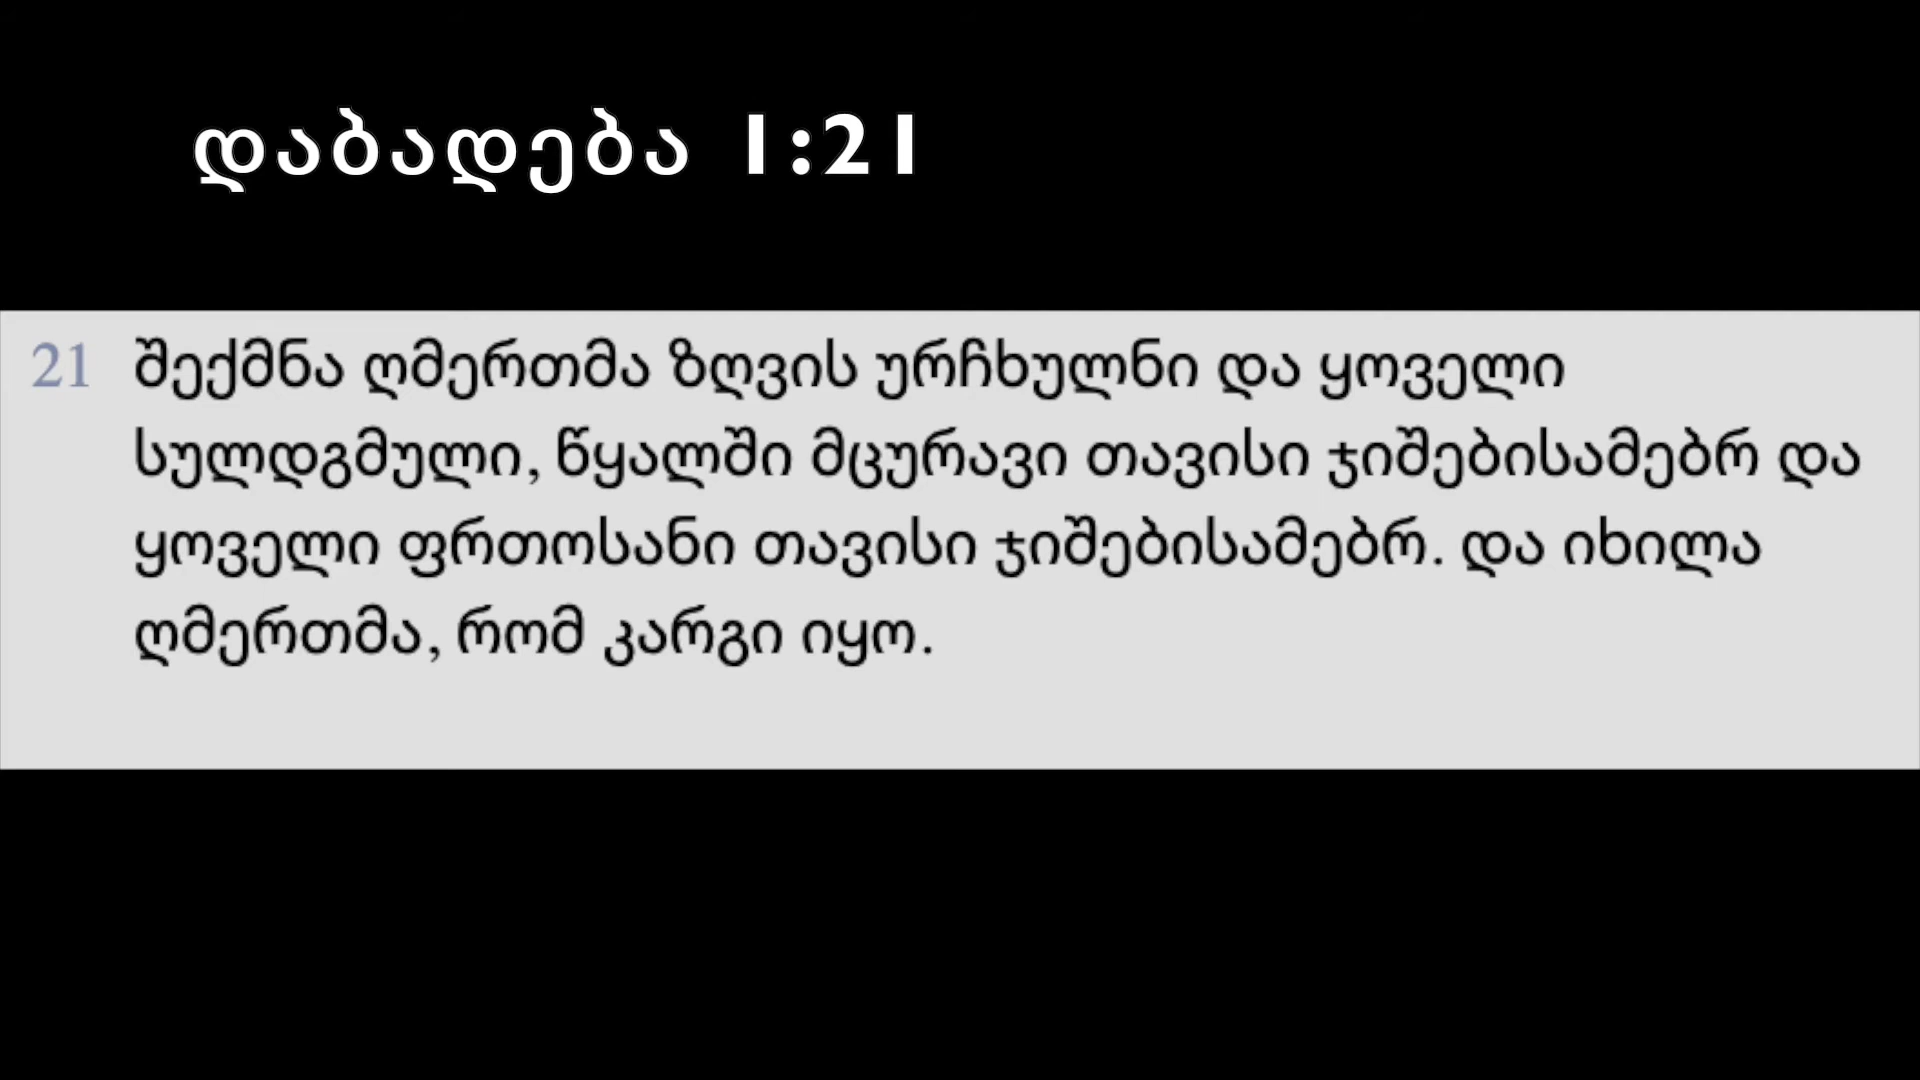 დაბადება 1:21
21 შექმნა ღმერთმა ზღვის ურჩხულნი და ყოველი
სულდგმული, წყალში მცურავი თავისი ჯიშებისამებრ და
ყოველი ფრთოსანი თავისი ჯიშებისამებრ. და იხილა
ღმერთმა, რომ კარგი იყო.